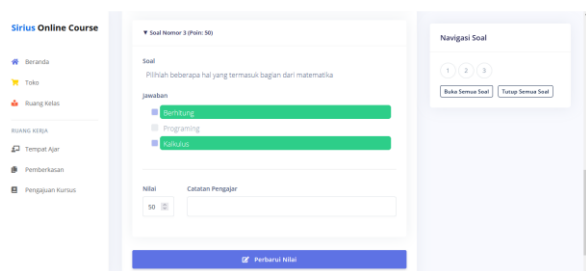 Sirius Online Course
Beranda
Toko
Ruang Kelas
RUANG KERJA
Tempat Ajar
Pemberkasan
Pengajuan Kursus
▼ Soal Nomor 3 (Poin: 50)
Soal
Pilihlah beberapa hal yang termasuk bagian dari matematika
Jawaban
Berhitung
Programing
Kalkulus
Nilai
Catatan Pengajar
50
Perbarui Nilai
Navigasi Soal
1 2 3
Buka Semua Soal Tutup Semua Soal